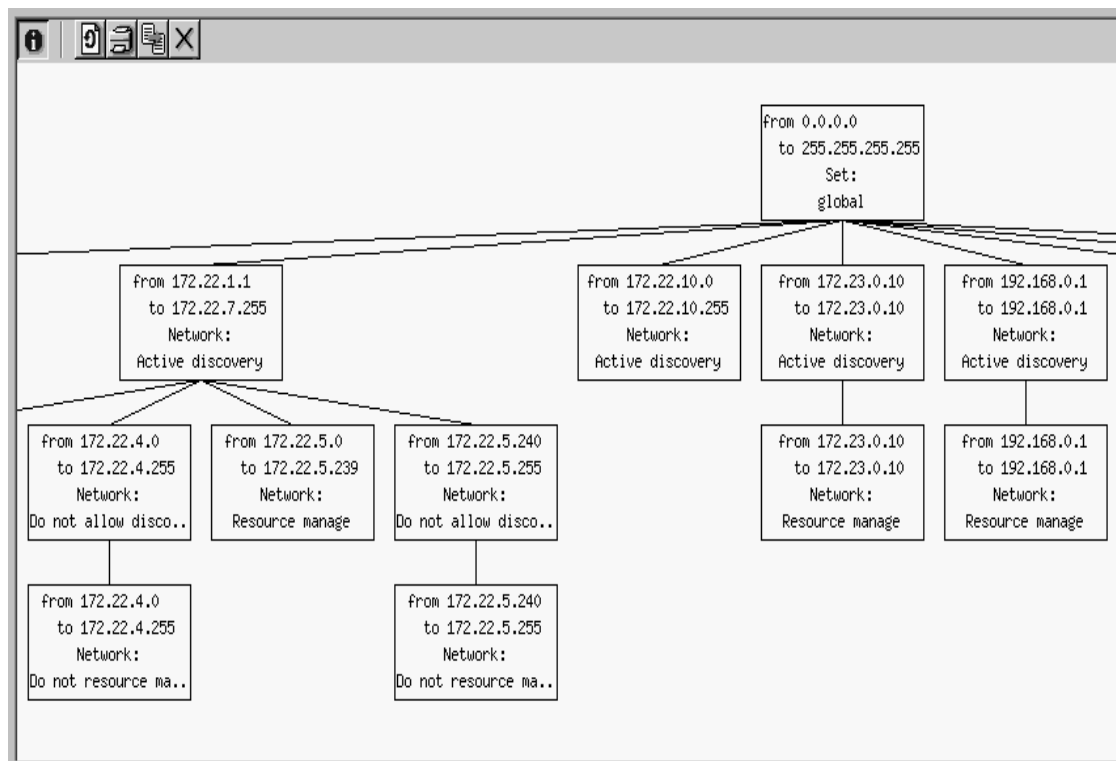 from 0.0.0.0
to 255.255.255.255
Set:
global
from 172.22.1.1
to 172.22.7.255
Network:
Active discovery
from 172.22.10.0
to 172.22.10.255
Network:
Active discovery
from 172.23.0.10
to 172.23.0.10
Network:
Active discovery
from 192.168.0.1
to 192.168.0.1
Network:
Active discovery
from 172.22.4.0
to 172.22.4.255
Network:
Do not allow disco..
from 172.22.5.0
to 172.22.5.239
Network:
Resource manage
from 172.22.5.240
to 172.22.5.255
Network:
Do not allow disco..
from 172.23.0.10
to 172.23.0.10
Network:
Resource manage
from 192.168.0.1
to 192.168.0.1
Network:
Resource manage
from 172.22.4.0
to 172.22.4.255
Network:
Do not resource ma..
from 172.22.5.240
to 172.22.5.255
Network:
Do not resource ma..